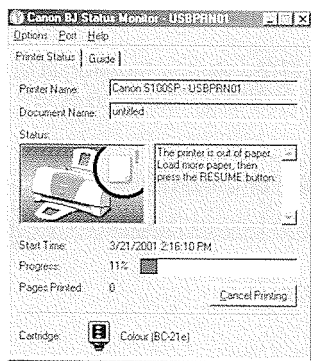 Canon BJ Status Monitor - USBPRN01
Options Port Help
Printer Status Guide
Printer Name: Canon S100SP - USBPRN01
Document Name: untitled
Status:
The printer is out of paper.
Load more paper, then
press the RESUME button.
Start Time: 3/21/2001 2:16:10 PM
Progress: 11%
Pages Printed: 0
Cancel Printing
Cartridge: Colour (BC-21e)